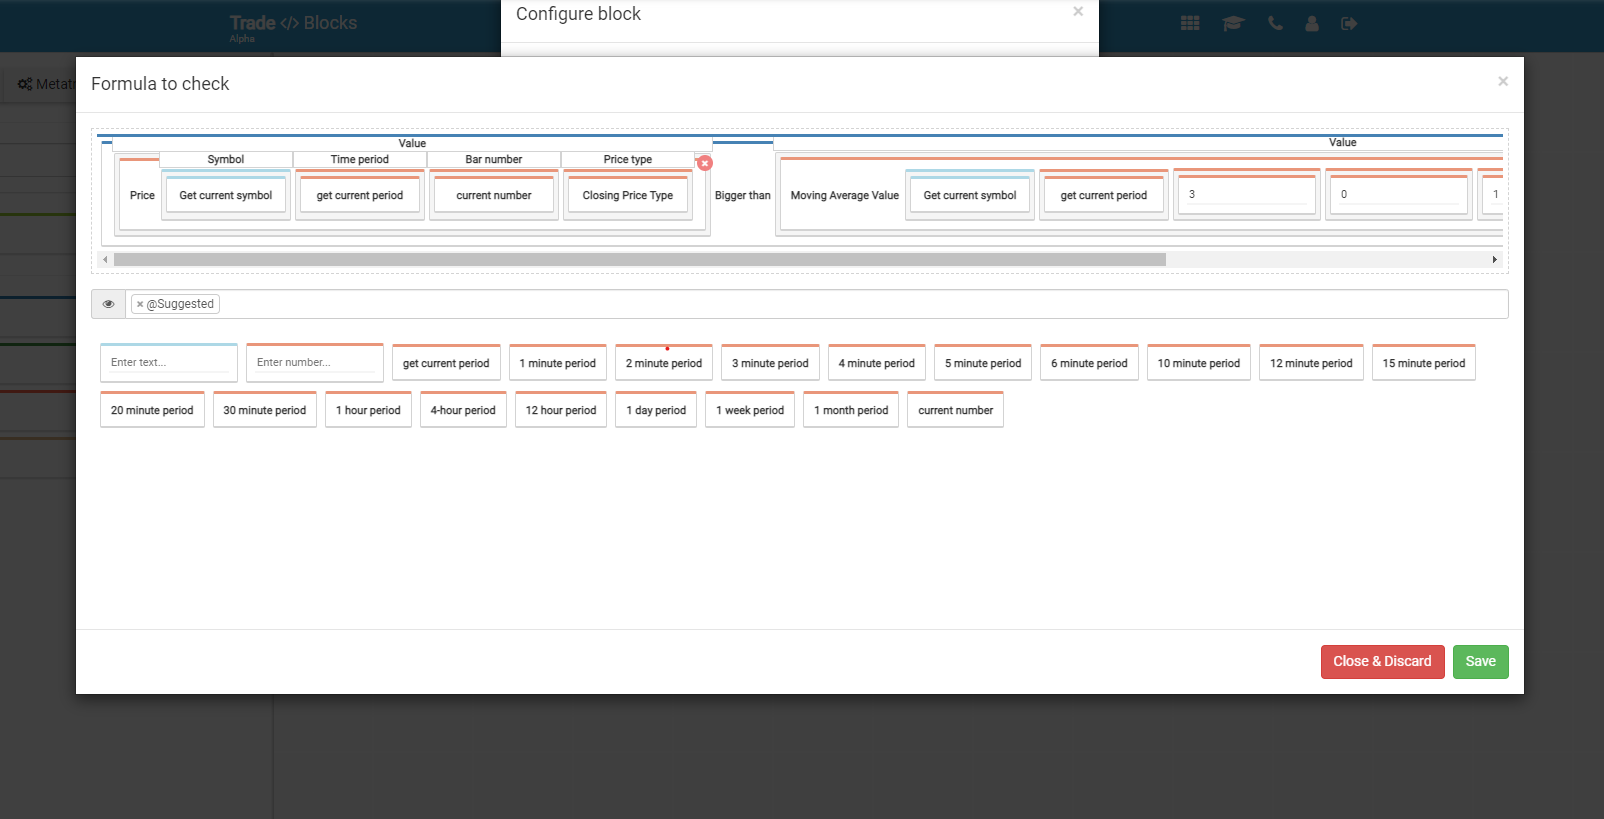 Trade </> Blocks
Alpha
Configure block ×
Metatr
Formula to check ×
Value Value
Symbol Time period Bar number Price type
Price Get current symbol get current period current number Closing Price Type Bigger than Moving Average Value Get current symbol get current period 3 0 1
× @Suggested
Enter text... Enter number... get current period 1 minute period 2 minute period 3 minute period 4 minute period 5 minute period 6 minute period 10 minute period 12 minute period 15 minute period
20 minute period 30 minute period 1 hour period 4-hour period 12 hour period 1 day period 1 week period 1 month period current number
Close & Discard Save